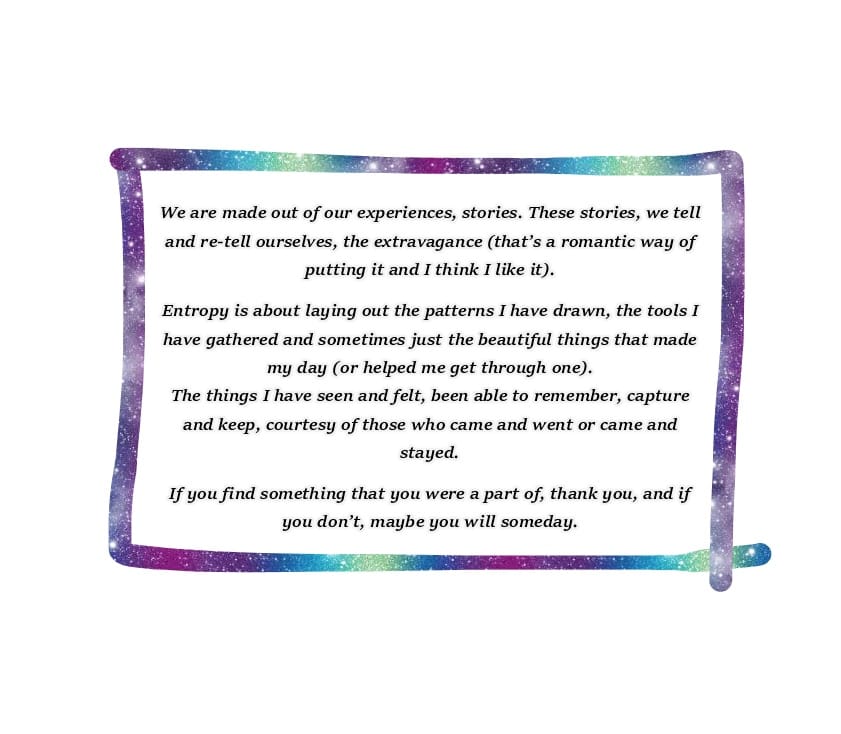 We are made out of our experiences, stories. These stories, we tell
and re-tell ourselves, the extravagance (that’s a romantic way of
putting it and I think I like it).
Entropy is about laying out the patterns I have drawn, the tools I
have gathered and sometimes just the beautiful things that made
my day (or helped me get through one).
The things I have seen and felt, been able to remember, capture
and keep, courtesy of those who came and went or came and
stayed.
If you find something that you were a part of, thank you, and if
you don’t, maybe you will someday.